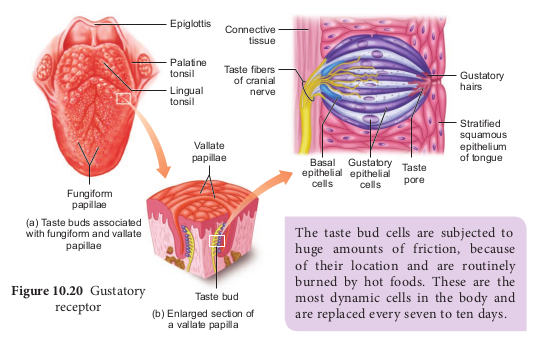 Epiglottis
Palatine
tonsil
Lingual
tonsil
Fungiform
papillae
(a) Taste buds associated
with fungiform and vallate
papillae
Figure 10.20 Gustatory
receptor
Vallate
papillae
Taste bud
(b) Enlarged section of
a vallate papilla
Connective
tissue
Taste fibers
of cranial
nerve
Gustatory
hairs
Stratified
squamous
epithelium
of tongue
Basal
epithelial
cells
Gustatory
epithelial
cells
Taste
pore
The taste bud cells are subjected to
huge amounts of friction, because
of their location and are routinely
burned by hot foods. These are the
most dynamic cells in the body and
are replaced every seven to ten days.